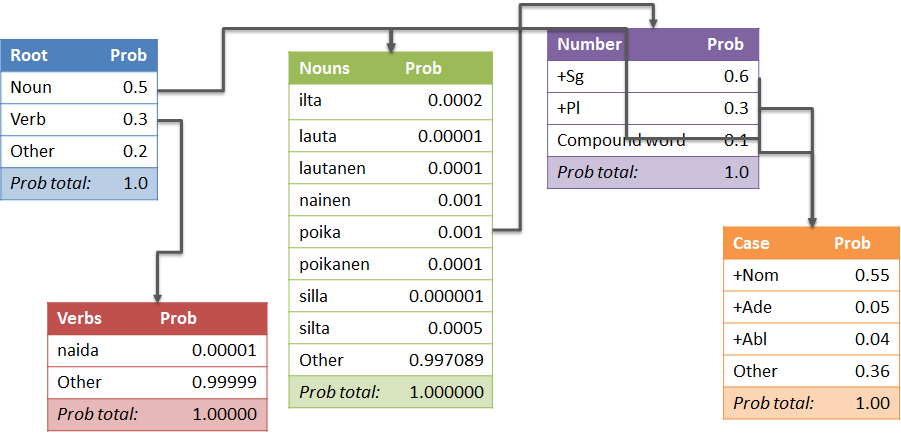 Root Prob
Noun 0.5
Verb 0.3
Other 0.2
Prob total: 1.0
Nouns Prob
ilta 0.0002
lauta 0.00001
lautanen 0.0001
nainen 0.001
poika 0.001
poikanen 0.0001
silla 0.000001
silta 0.0005
Other 0.997089
Prob total: 1.000000
Number Prob
+Sg 0.6
+Pl 0.3
Compound word 0.1
Prob total: 1.0
Verbs Prob
naida 0.00001
Other 0.99999
Prob total: 1.00000
Case Prob
+Nom 0.55
+Ade 0.05
+Abl 0.04
Other 0.36
Prob total: 1.00